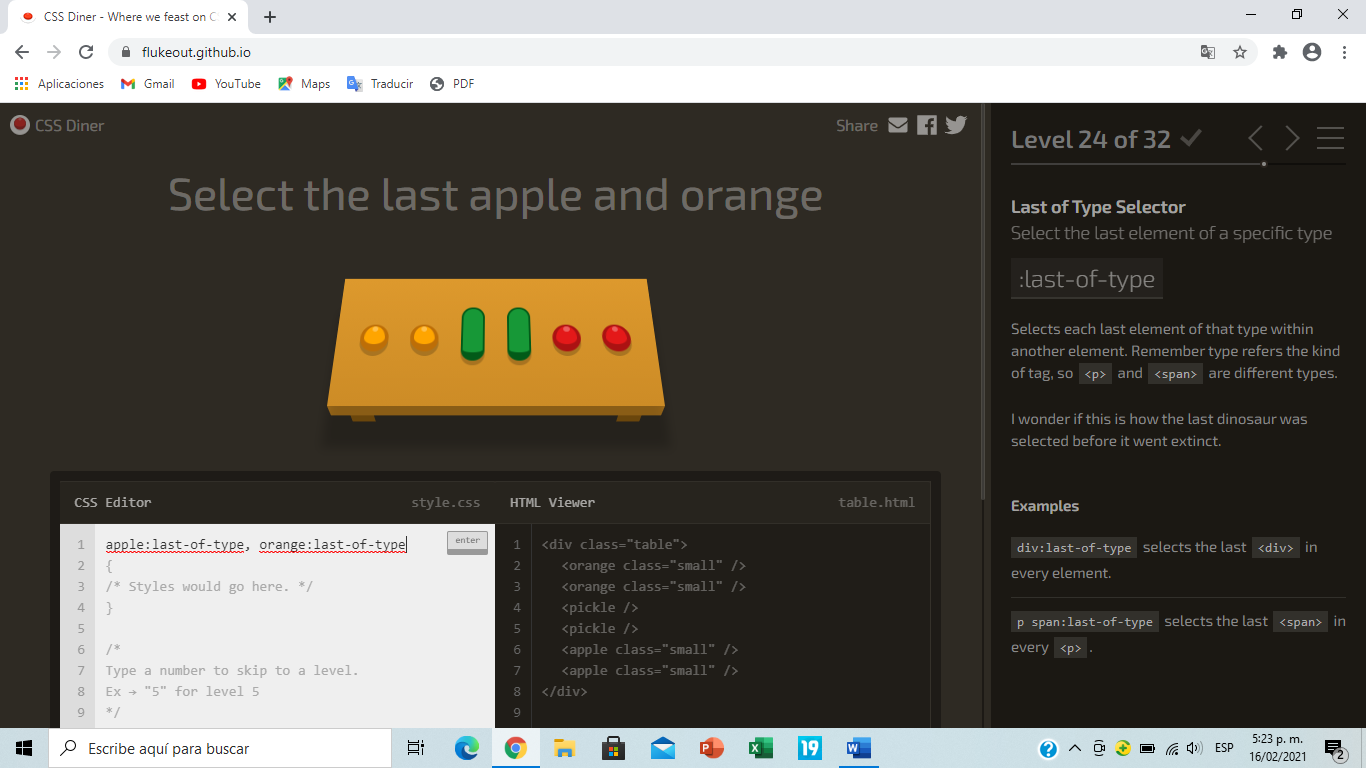 CSS Diner - Where we feast on C
flukeout.github.io
Aplicaciones Gmail YouTube Maps Traducir PDF
CSS Diner
Share
Select the last apple and orange
CSS Editor style.css
enter
1 apple:last-of-type, orange:last-of-type
2 {
3 /* Styles would go here. */
4 }
5
6 /*
7 Type a number to skip to a level.
8 Ex → "5" for level 5
9 */
HTML Viewer table.html
1 <div class="table">
2 <orange class="small" />
3 <orange class="small" />
4 <pickle />
5 <pickle />
6 <apple class="small" />
7 <apple class="small" />
8 </div>
9
Level 24 of 32
Last of Type Selector
Select the last element of a specific type
:last-of-type
Selects each last element of that type within
another element. Remember type refers the kind
of tag, so <p> and <span> are different types.
I wonder if this is how the last dinosaur was
selected before it went extinct.
Examples
div:last-of-type selects the last <div> in
every element.
p span:last-of-type selects the last <span> in
every <p> .
Escribe aquí para buscar
19
ESP
5:23 p. m.
16/02/2021
2